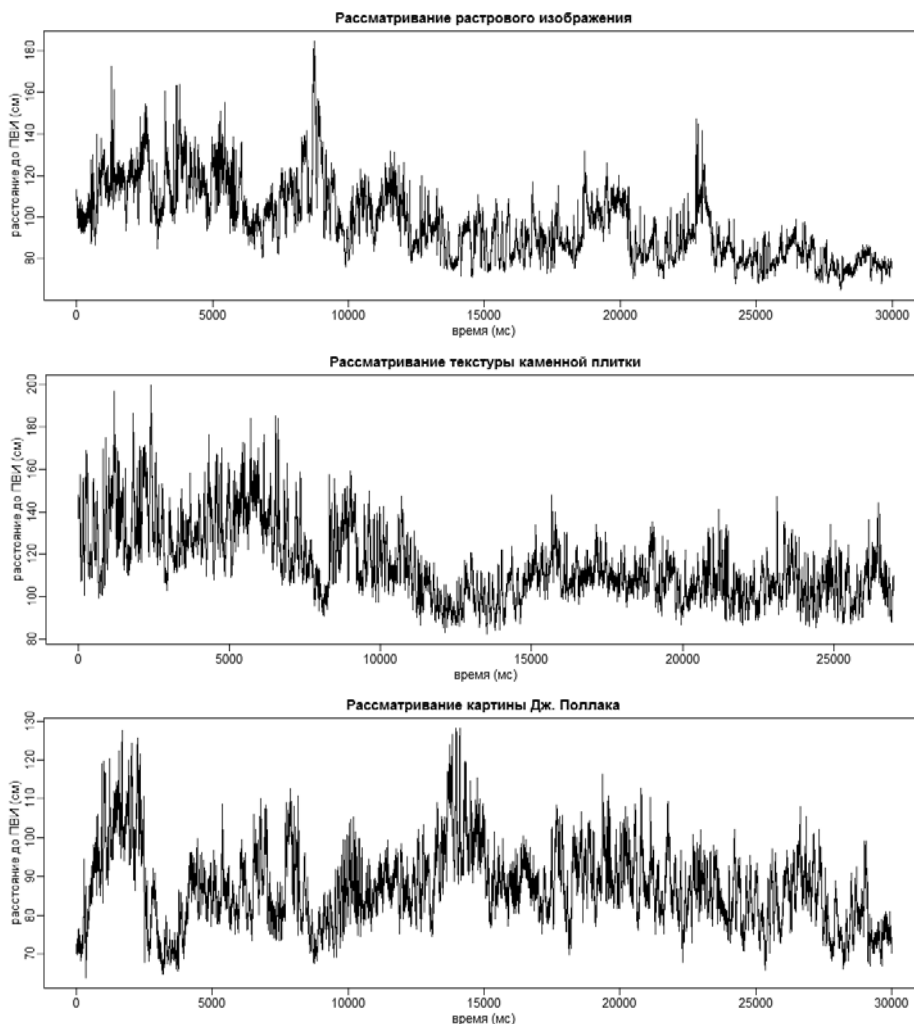 Рассматривание растрового изображения
расстояние до ПВИ (см)
180
160
140
120
100
80
0 5000 10000 15000 20000 25000 30000
время (мс)
Рассматривание текстуры каменной плитки
расстояние до ПВИ (см)
200
180
160
140
120
100
80
0 5000 10000 15000 20000 25000
время (мс)
Рассматривание картины Дж. Поллака
расстояние до ПВИ (см)
130
120
110
100
90
80
70
0 5000 10000 15000 20000 25000 30000
время (мс)